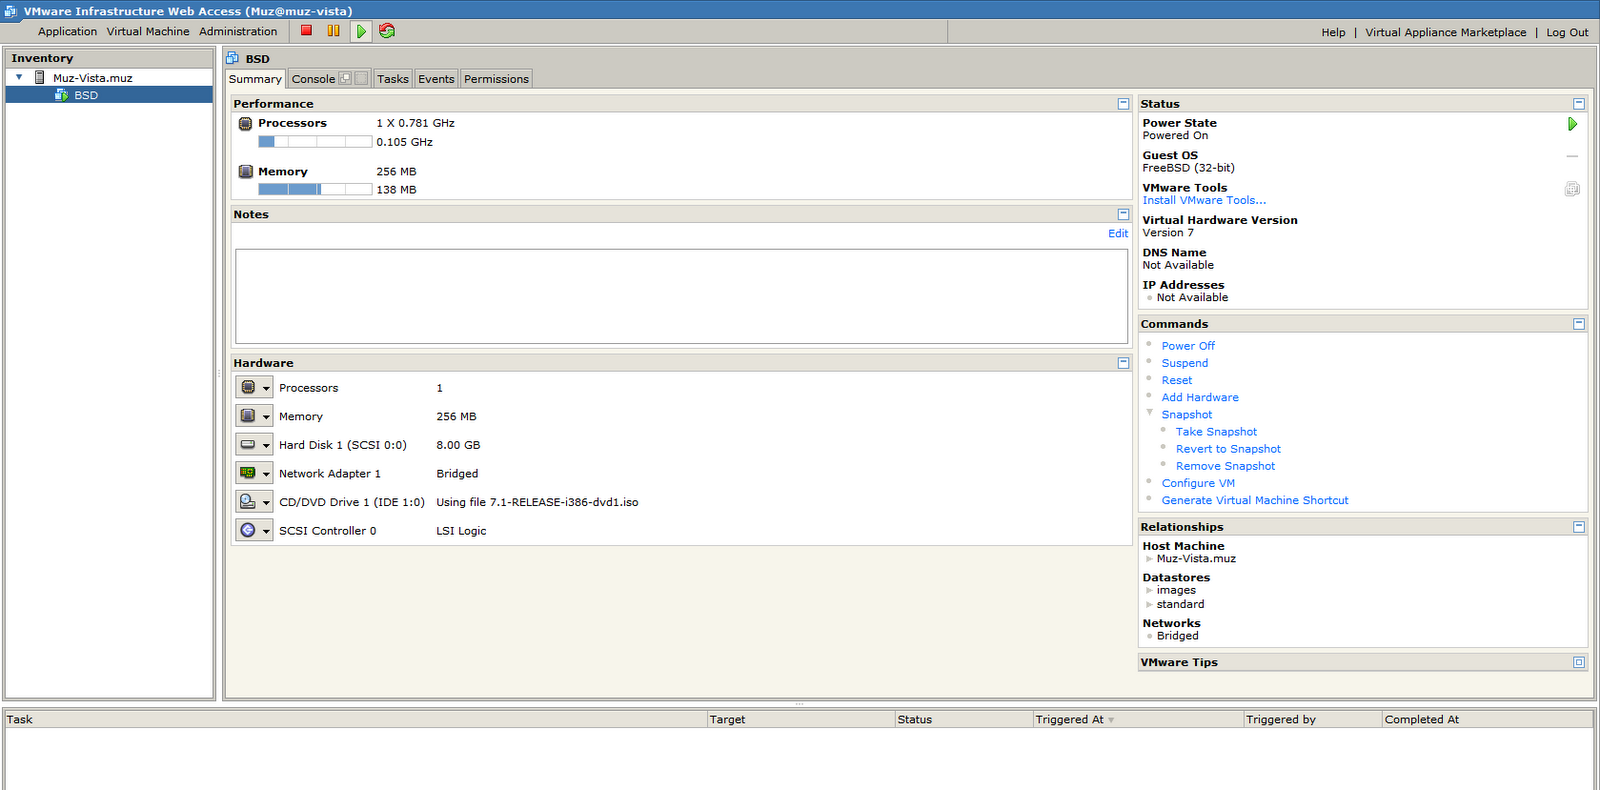 VMware Infrastructure Web Access (Muz@muz-vista)
Application Virtual Machine Administration Help | Virtual Appliance Marketplace | Log Out
Inventory
Muz-Vista.muz
BSD
BSD
Summary Console Tasks Events Permissions
Performance
Processors 1 X 0.781 GHz
0.105 GHz
Memory 256 MB
138 MB
Notes
Edit
Hardware
Processors 1
Memory 256 MB
Hard Disk 1 (SCSI 0:0) 8.00 GB
Network Adapter 1 Bridged
CD/DVD Drive 1 (IDE 1:0) Using file 7.1-RELEASE-i386-dvd1.iso
SCSI Controller 0 LSI Logic
Status
Power State
Powered On
Guest OS
FreeBSD (32-bit)
VMware Tools
Install VMware Tools...
Virtual Hardware Version
Version 7
DNS Name
Not Available
IP Addresses
Not Available
Commands
Power Off
Suspend
Reset
Add Hardware
Snapshot
Take Snapshot
Revert to Snapshot
Remove Snapshot
Configure VM
Generate Virtual Machine Shortcut
Relationships
Host Machine
Muz-Vista.muz
Datastores
images
standard
Networks
Bridged
VMware Tips
Task Target Status Triggered At Triggered by Completed At